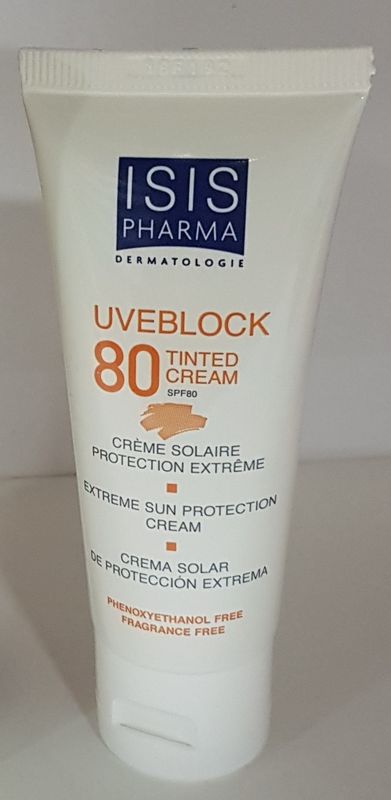 ISIS
PHARMA
DERMATOLOGIE
UVEBLOCK
80 TINTED
CREAM
SPF80
CRÈME SOLAIRE
PROTECTION EXTRÊME
EXTREME SUN PROTECTION
CREAM
CREMA SOLAR
DE PROTECCIÓN EXTREMA
PHENOXYETHANOL FREE
FRAGRANCE FREE